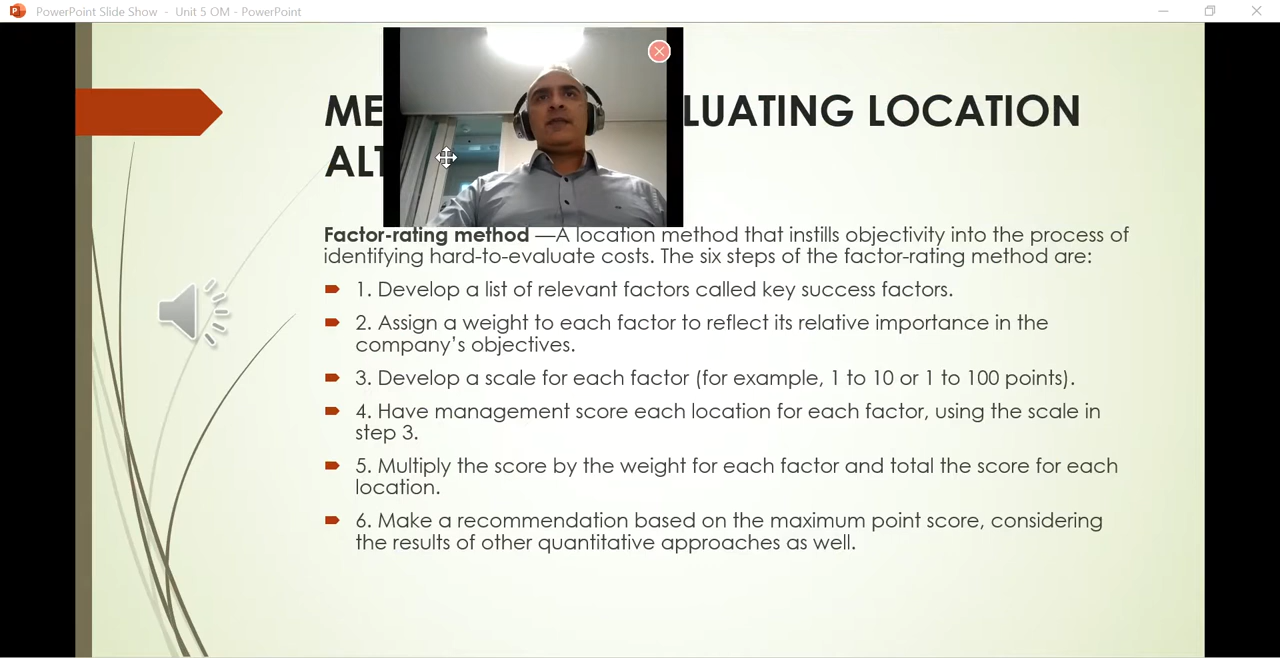 PowerPoint Slide Show - Unit 5 OM - PowerPoint
LOCATION
Factor-rating method —A location method that instills objectivity into the process of
identifying hard-to-evaluate costs. The six steps of the factor-rating method are:
1. Develop a list of relevant factors called key success factors.
2. Assign a weight to each factor to reflect its relative importance in the
company’s objectives.
3. Develop a scale for each factor (for example, 1 to 10 or 1 to 100 points).
4. Have management score each location for each factor, using the scale in
step 3.
5. Multiply the score by the weight for each factor and total the score for each
location.
6. Make a recommendation based on the maximum point score, considering
the results of other quantitative approaches as well.